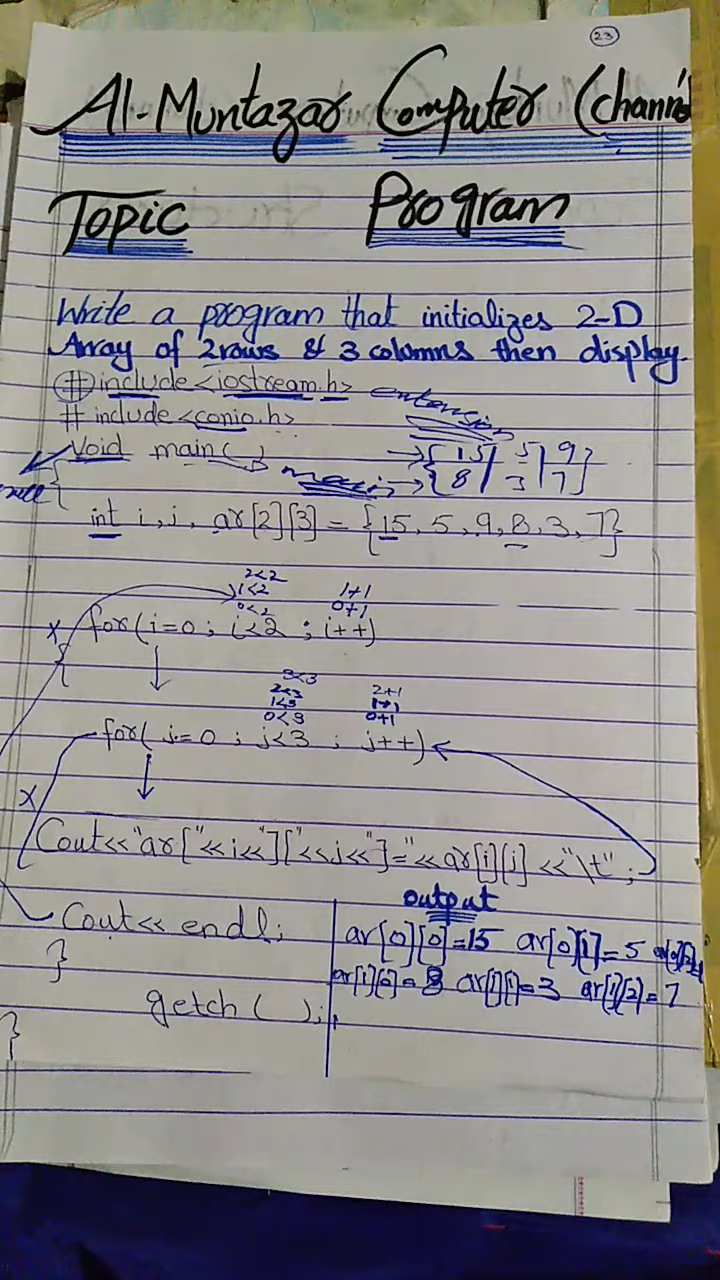 23
Al-Muntazar Computer (channel
Topic Program
Write a program that initializes 2-D
Array of 2rows & 3 columns then display.
#include<iostream.h> extension
#include<conio.h>
Void main( )
{ 15 | 5 | 9 }
{ 8 | 3 | 7 }
{
int i, j, ar[2][3] = {15, 5, 9, 8, 3, 7}
2<2
1<2 1+1
0<2 0+1
x for(i=0 ; i<2 ; i++)
{
3<3
2<3 2+1
1<3 1+1
0<3 0+1
for( j=0 ; j<3 ; j++)
x
Cout<<"ar["<<i<<"]["<<j<<"]="<<ar[i][j] <<"\t" ;
output
Cout<< endl;
ar[0][0]=15 ar[0][1]=5
ar[1][0]=8 ar[1][1]=3 ar[1][2]=7
}
getch( );
}